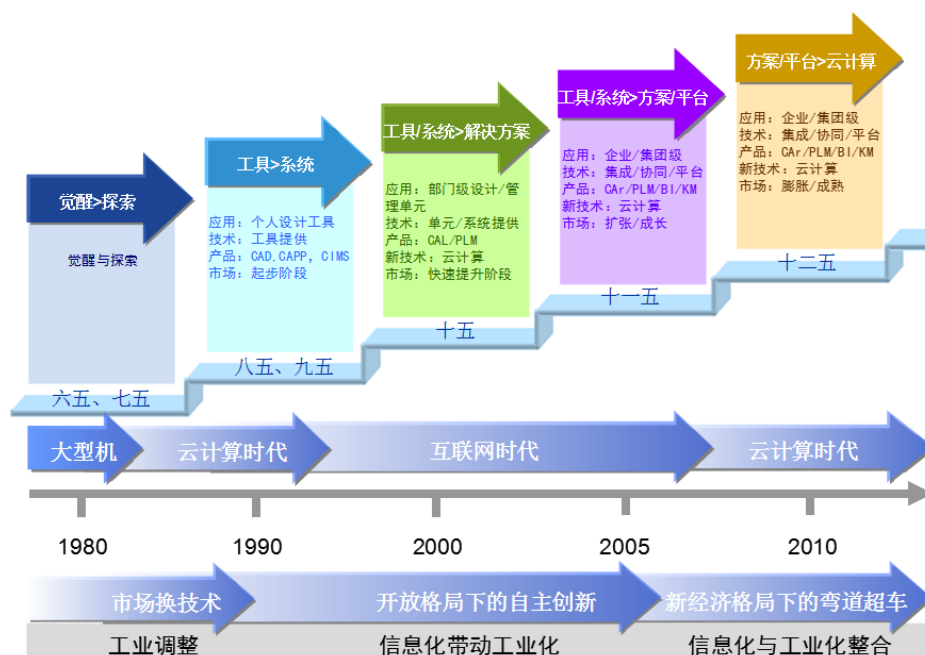 觉醒>探索
觉醒与探索
六五、七五
工具>系统
应用：个人设计工具
技术：工具提供
产品：CAD.CAPP, CIMS
市场：起步阶段
八五、九五
工具/系统>解决方案
应用：部门级设计/管
理单元
技术：单元/系统提供
产品：CAL/PLM
新技术：云计算
市场：快速提升阶段
十五
工具/系统>方案/平台
应用：企业/集团级
技术：集成/协同/平台
产品：CAr/PLM/BI/KM
新技术：云计算
市场：扩张/成长
十一五
方案/平台>云计算
应用：企业/集团级
技术：集成/协同/平台
产品：CAr/PLM/BI/KM
新技术：云计算
市场：膨胀/成熟
十二五
大型机
云计算时代
互联网时代
云计算时代
1980
1990
2000
2005
2010
市场换技术
开放格局下的自主创新
新经济格局下的弯道超车
工业调整
信息化带动工业化
信息化与工业化整合